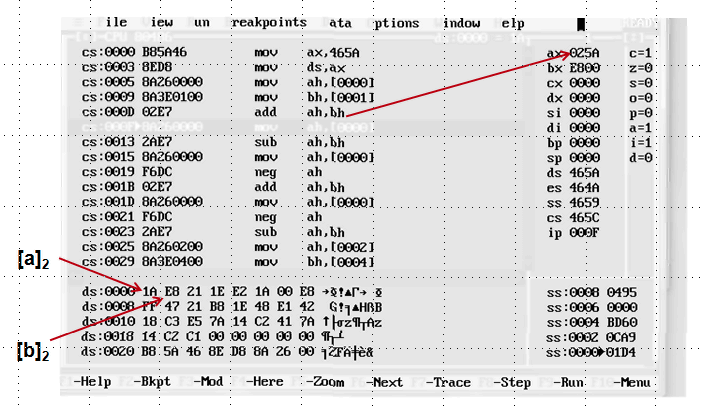 ile iew un reakpoints ata ptions indow elp
cs:0000 B85A46 mov ax,465A
cs:0003 8ED8 mov ds,ax
cs:0005 8A260000 mov ah,[0000]
cs:0009 8A3E0100 mov bh,[0001]
cs:000D 02E7 add ah,bh
cs:0013 2AE7 sub ah,bh
cs:0015 8A260000 mov ah,[0000]
cs:0019 F6DC neg ah
cs:001B 02E7 add ah,bh
cs:001D 8A260000 mov ah,[0000]
cs:0021 F6DC neg ah
cs:0023 2AE7 sub ah,bh
cs:0025 8A260200 mov ah,[0002]
cs:0029 8A3E0400 mov bh,[0004]
ax 025A c=1
bx E800 z=0
cx 0000 s=0
dx 0000 o=0
si 0000 p=0
di 0000 a=1
bp 0000 i=1
sp 0000 d=0
ds 465A
es 464A
ss 4659
cs 465C
ip 000F
[a]₂
[b]₂
ds:0000 1A E8 21 1E E2 1A 00 E8
ds:0008 FF 47 21 B8 1E 48 E1 42
ds:0010 18 C3 E5 7A 14 C2 41 7A
ds:0018 14 C2 C1 00 00 00 00 00
ds:0020 B8 5A 46 8E D8 8A 26 00
ss:0008 0495
ss:0006 0000
ss:0004 BD60
ss:0002 0CA9
ss:0000►01D4
-Help -Bkpt -Mod -Here -Zoom -Next -Trace -Step -Run -Menu